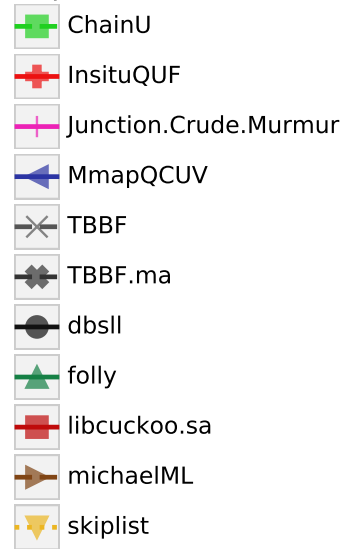 ChainU
InsituQUF
Junction.Crude.Murmur
MmapQCUV
TBBF
TBBF.ma
dbsll
folly
libcuckoo.sa
michaelML
skiplist